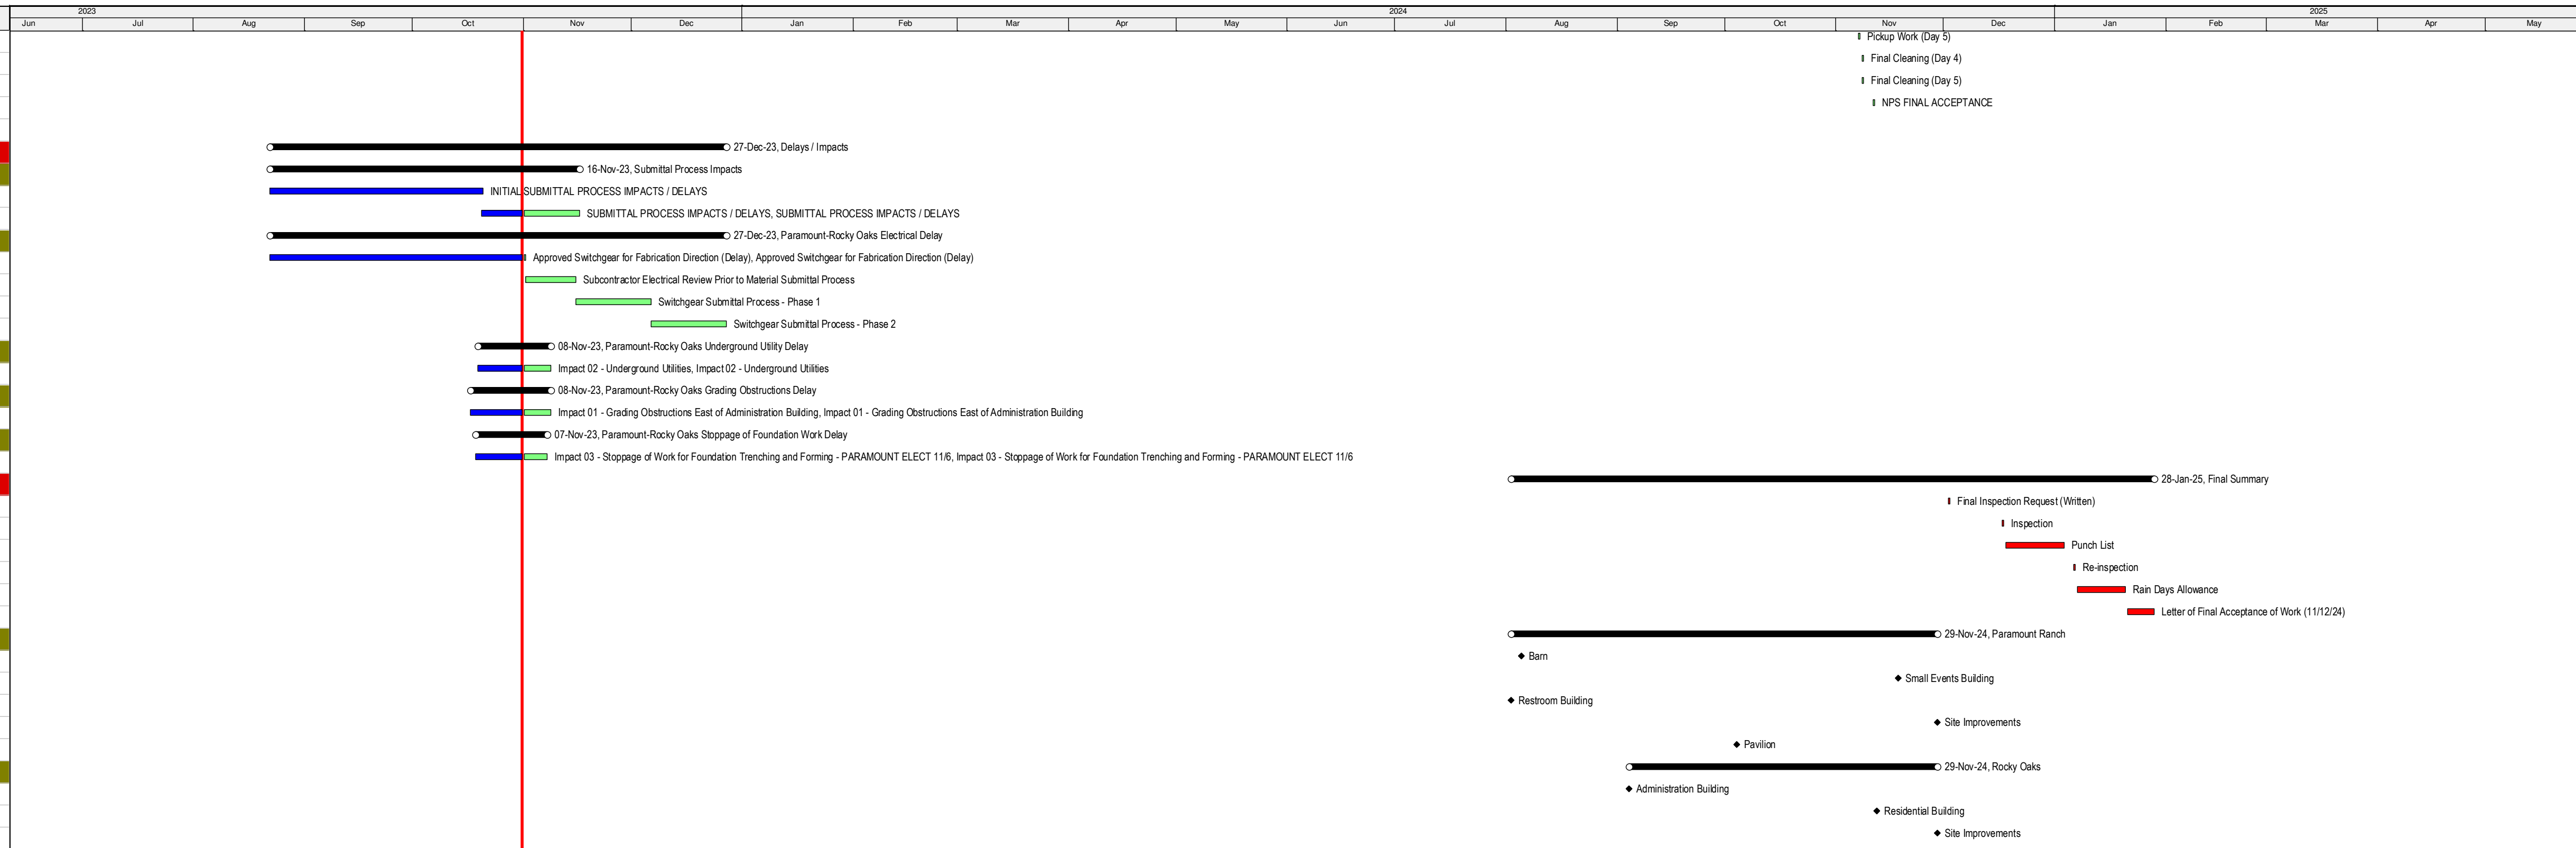 2023 2024 2025
Jun Jul Aug Sep Oct Nov Dec Jan Feb Mar Apr May Jun Jul Aug Sep Oct Nov Dec Jan Feb Mar Apr May
Pickup Work (Day 5)
Final Cleaning (Day 4)
Final Cleaning (Day 5)
NPS FINAL ACCEPTANCE
27-Dec-23, Delays / Impacts
16-Nov-23, Submittal Process Impacts
INITIAL SUBMITTAL PROCESS IMPACTS / DELAYS
SUBMITTAL PROCESS IMPACTS / DELAYS, SUBMITTAL PROCESS IMPACTS / DELAYS
27-Dec-23, Paramount-Rocky Oaks Electrical Delay
Approved Switchgear for Fabrication Direction (Delay), Approved Switchgear for Fabrication Direction (Delay)
Subcontractor Electrical Review Prior to Material Submittal Process
Switchgear Submittal Process - Phase 1
Switchgear Submittal Process - Phase 2
08-Nov-23, Paramount-Rocky Oaks Underground Utility Delay
Impact 02 - Underground Utilities, Impact 02 - Underground Utilities
08-Nov-23, Paramount-Rocky Oaks Grading Obstructions Delay
Impact 01 - Grading Obstructions East of Administration Building, Impact 01 - Grading Obstructions East of Administration Building
07-Nov-23, Paramount-Rocky Oaks Stoppage of Foundation Work Delay
Impact 03 - Stoppage of Work for Foundation Trenching and Forming - PARAMOUNT ELECT 11/6, Impact 03 - Stoppage of Work for Foundation Trenching and Forming - PARAMOUNT ELECT 11/6
28-Jan-25, Final Summary
Final Inspection Request (Written)
Inspection
Punch List
Re-inspection
Rain Days Allowance
Letter of Final Acceptance of Work (11/12/24)
29-Nov-24, Paramount Ranch
Barn
Small Events Building
Restroom Building
Site Improvements
Pavilion
29-Nov-24, Rocky Oaks
Administration Building
Residential Building
Site Improvements